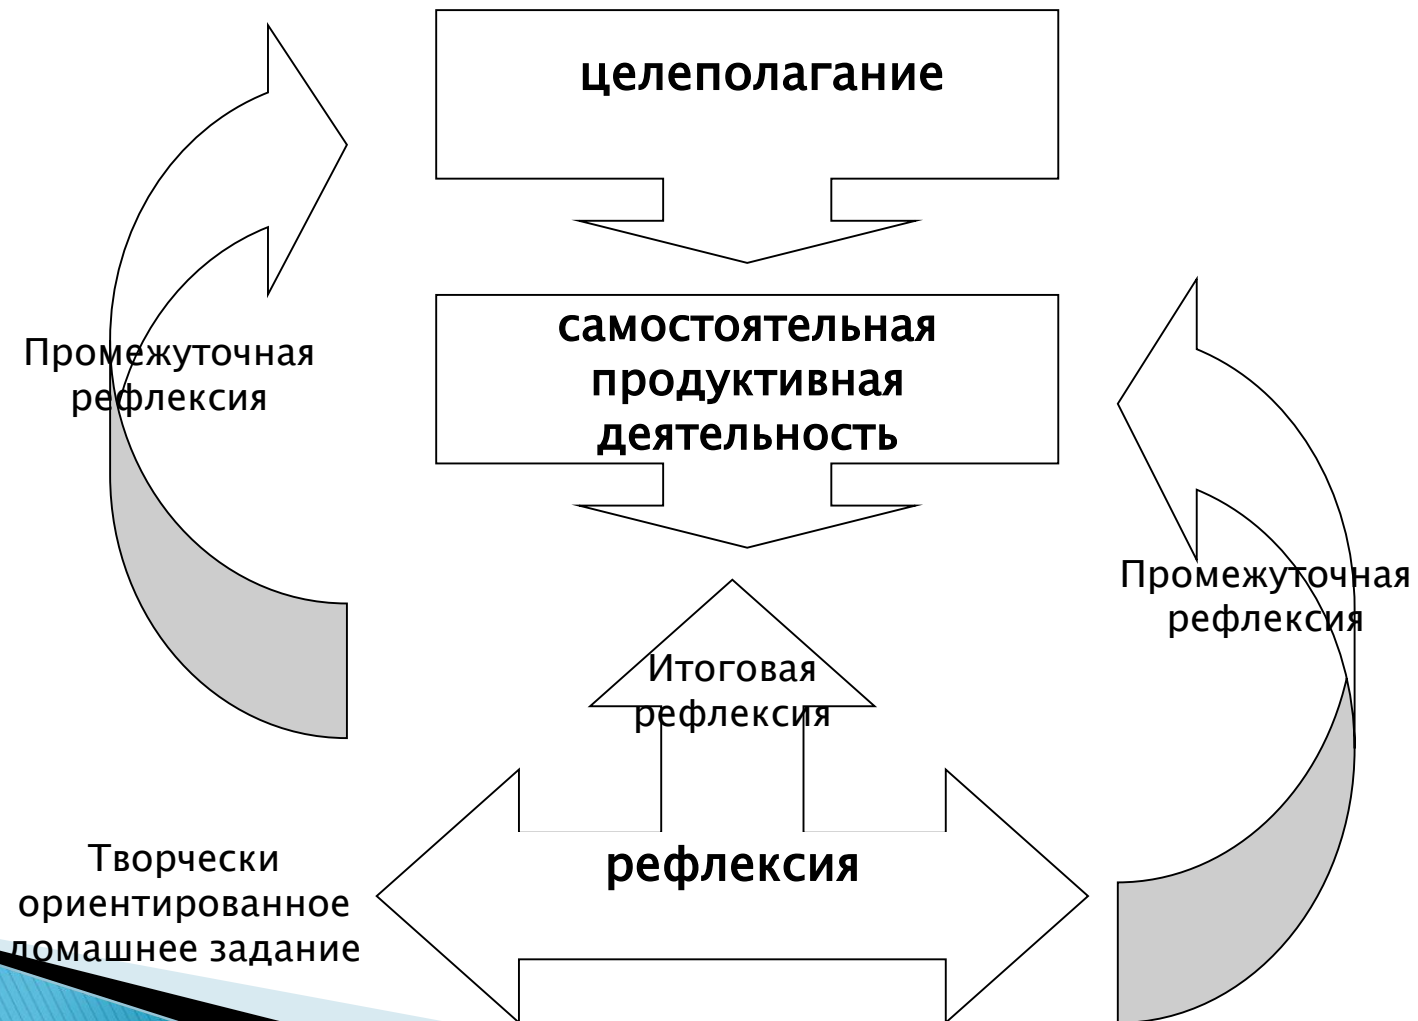 целеполагание
самостоятельная
продуктивная
деятельность
Промежуточная
рефлексия
Промежуточная
рефлексия
Итоговая
рефлексия
рефлексия
Творчески
ориентированное
домашнее задание